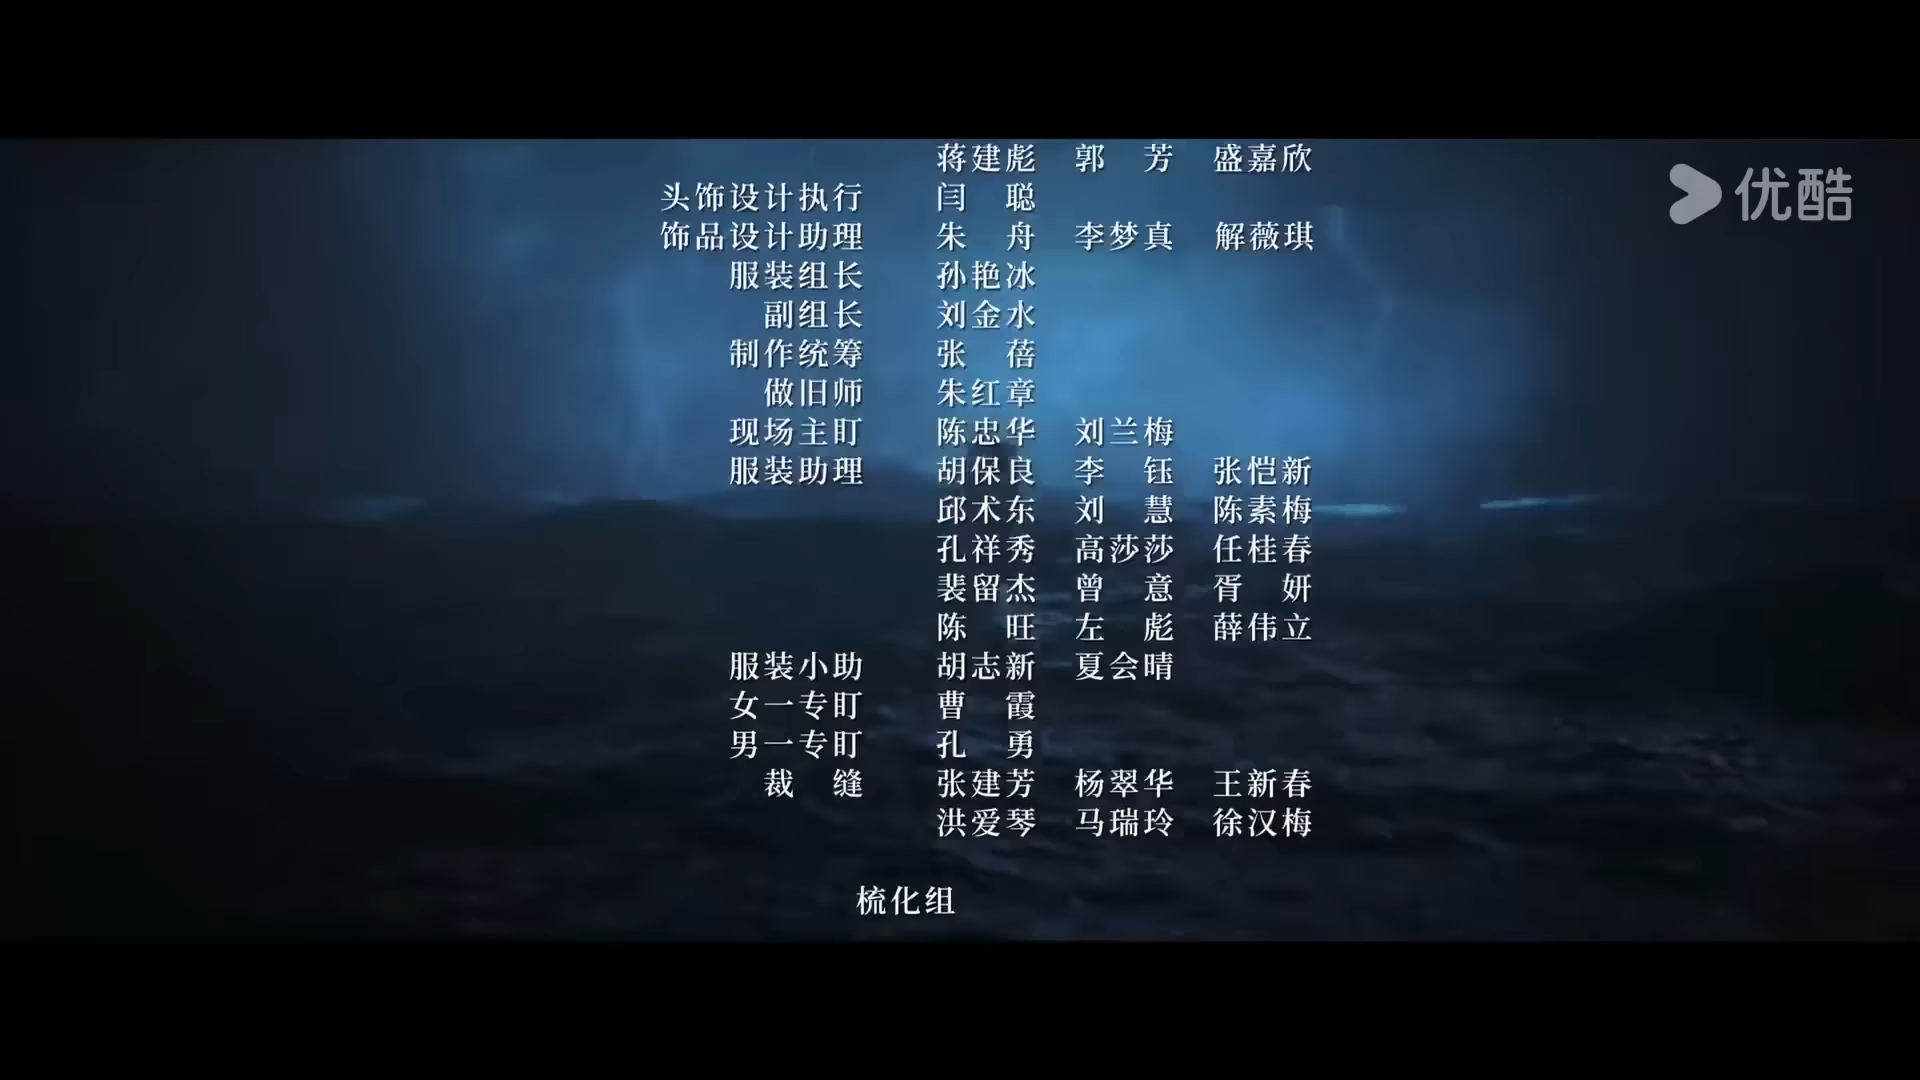 蒋建彪 郭 芳 盛嘉欣
优酷
头饰设计执行 闫 聪
饰品设计助理 朱 舟 李梦真 解薇琪
服装组长 孙艳冰
副组长 刘金水
制作统筹 张 蓓
做旧师 朱红章
现场主盯 陈忠华 刘兰梅
服装助理 胡保良 李 钰 张恺新
邱术东 刘 慧 陈素梅
孔祥秀 高莎莎 任桂春
裴留杰 曾 意 胥 妍
陈 旺 左 彪 薛伟立
服装小助 胡志新 夏会晴
女一专盯 曹 霞
男一专盯 孔 勇
裁 缝 张建芳 杨翠华 王新春
洪爱琴 马瑞玲 徐汉梅
梳化组